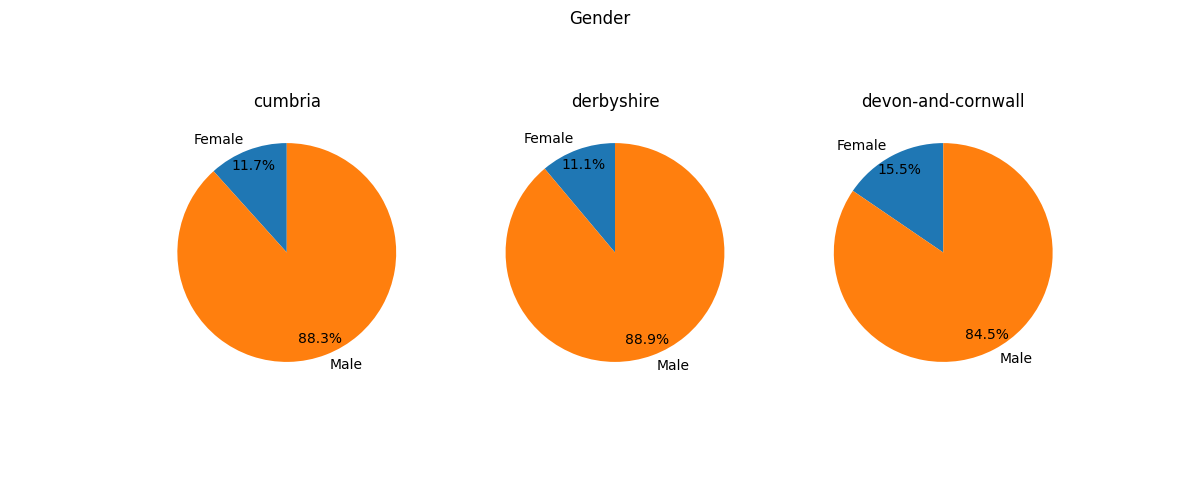 Gender
cumbria
Female
11.7%
88.3%
Male
derbyshire
Female
11.1%
88.9%
Male
devon-and-cornwall
Female
15.5%
84.5%
Male